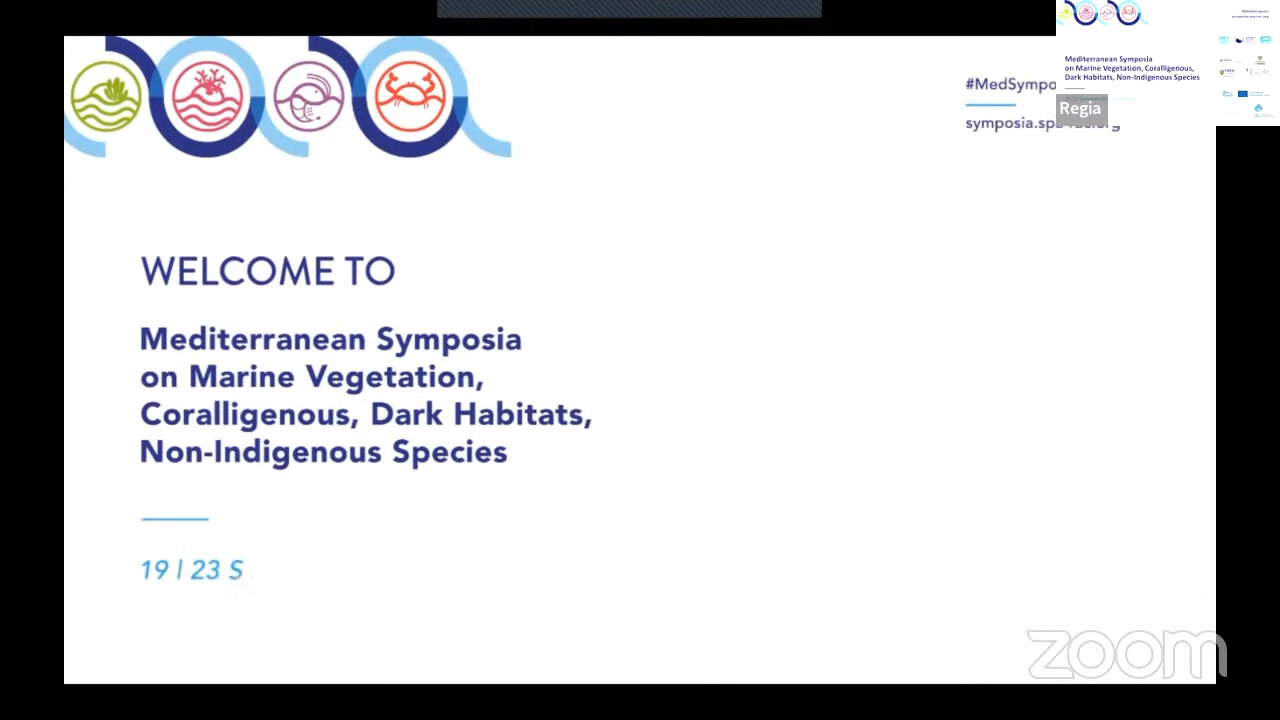 #MedSympo
symposia.spa-rac.org
WELCOME TO
Mediterranean Symposia
on Marine Vegetation,
Coralligenous, Dark Habitats,
Non-Indigenous Species
19 | 23 S
Mediterranean Symposia
on Marine Vegetation, Coralligenous,
Dark Habitats, Non-Indigenous Species
Regia
zoom